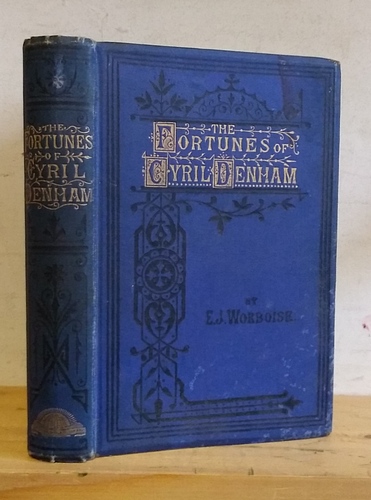 THE
FORTUNES
OF
CYRIL
DENHAM
THE
FORTUNES OF
CYRIL DENHAM
BY
E.J. WORBOISE.